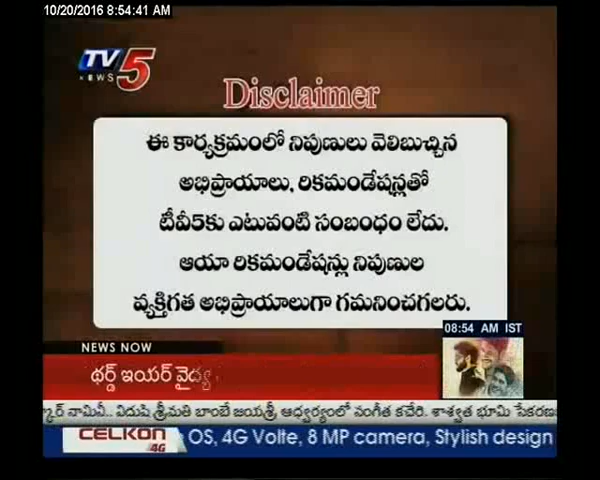 10/20/2016 8:54:41 AM
TV5
NEWS
Disclaimer
ఈ కార్యక్రమంలో నిపుణులు వెలిబుచ్చిన
అభిప్రాయాలు, రికమండేషన్లతో
టీవీ5కు ఎటువంటి సంబంధం లేదు.
ఆయా రికమండేషన్లు నిపుణుల
వ్యక్తిగత అభిప్రాయాలుగా గమనించగలరు.
08:54 AM IST
NEWS NOW
థర్డ్ ఇయర్ వైద్య
నామినీ.. విదుషి శ్రీమతి బాంబే జయశ్రీ ఆధ్వర్యంలో సంగీత కచేరి. శాశ్వత భూమి సేకరణ
CELKON 4G OS, 4G Volte, 8 MP camera, Stylish design